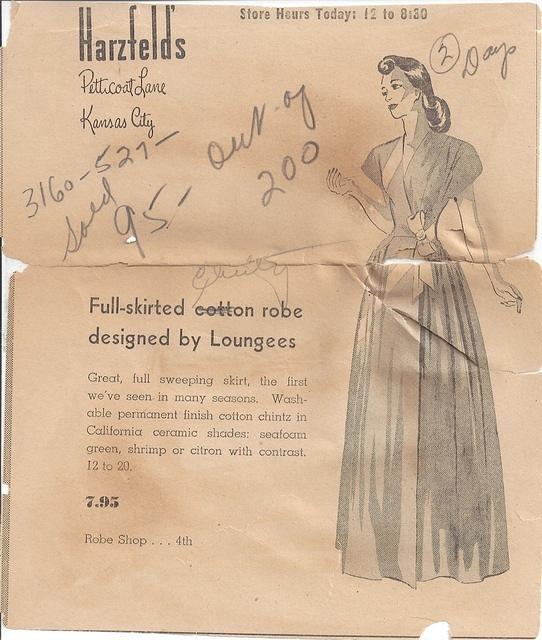 Store Hours Today: 12 to 8:30
Harzfeld's
Petticoat Lane
Kansas City
2 Days
3160-527-
Sold 95- out of 200
Full-skirted cotton robe
designed by Loungees
Great, full sweeping skirt, the first
we've seen in many seasons. Wash-
able permanent finish cotton chintz in
California ceramic shades: seafoam
green, shrimp or citron with contrast.
12 to 20.
7.95
Robe Shop . . . 4th